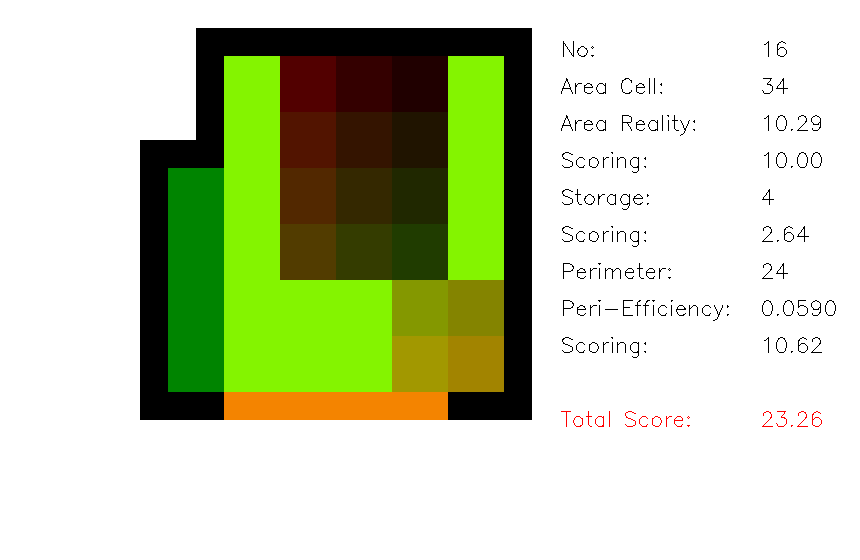 No: 16
Area Cell: 34
Area Reality: 10.29
Scoring: 10.00
Storage: 4
Scoring: 2.64
Perimeter: 24
Peri-Efficiency: 0.0590
Scoring: 10.62
Total Score: 23.26